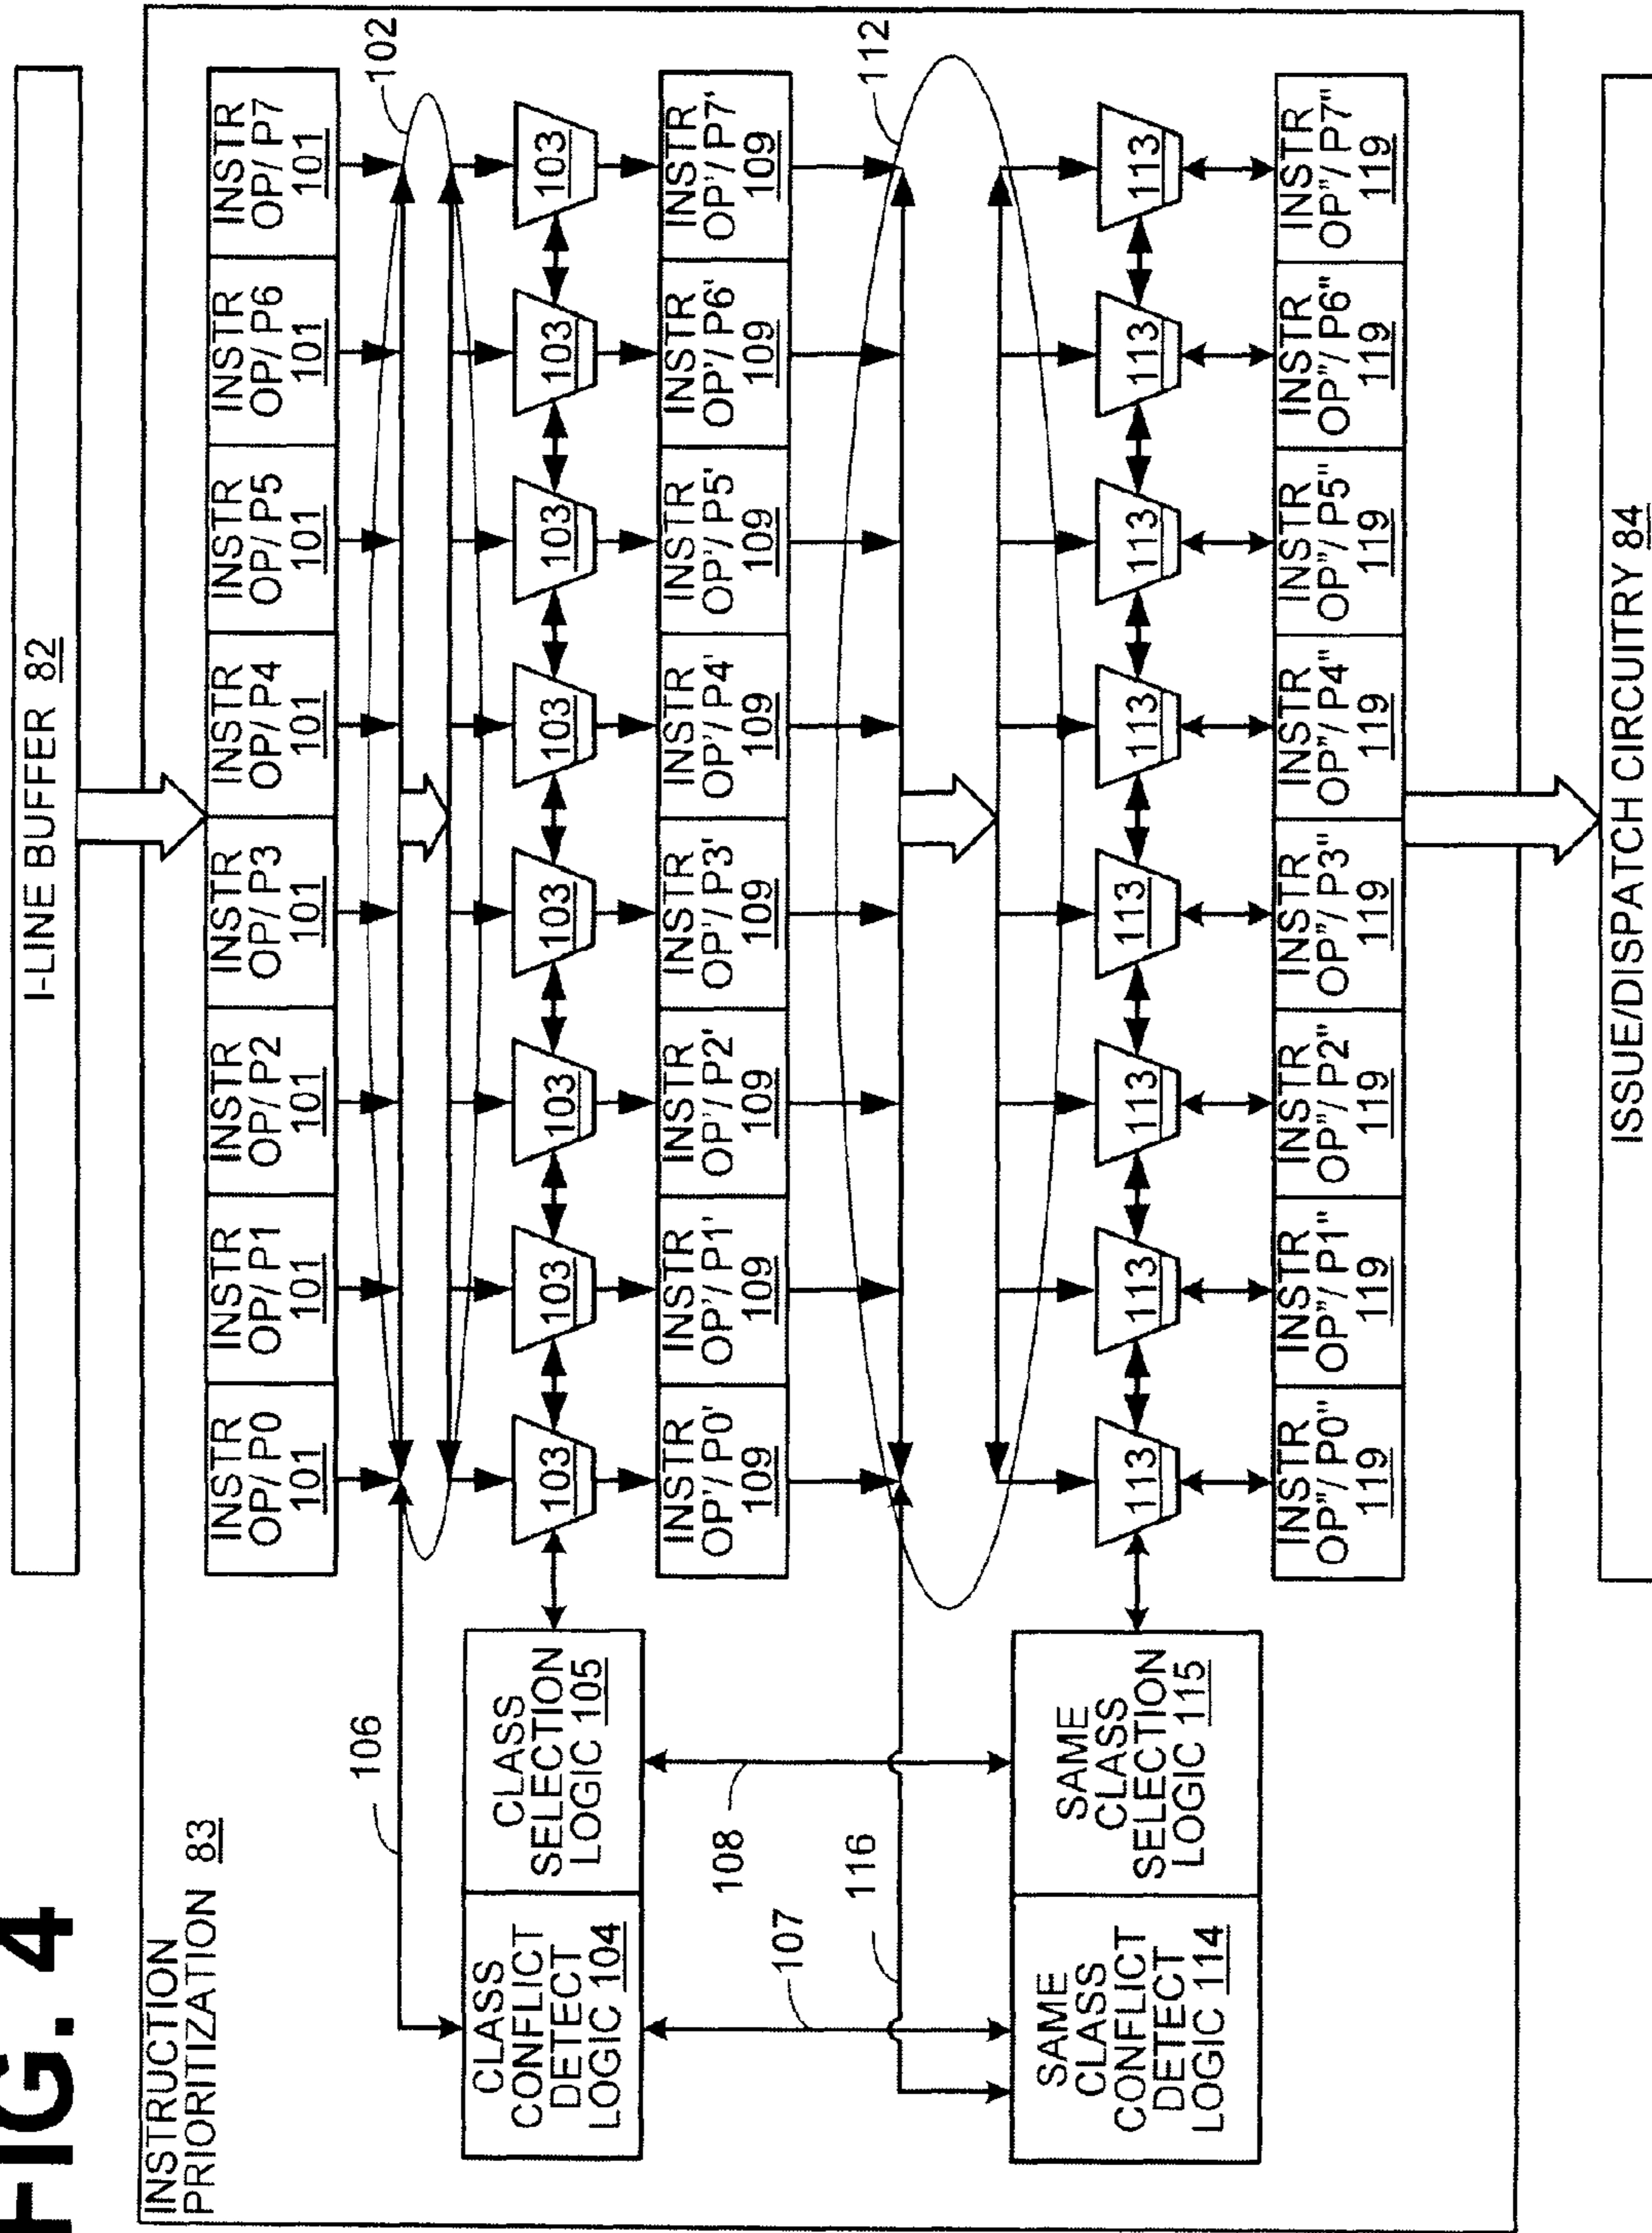 FIG. 4
I-LINE BUFFER 82
INSTRUCTION
PRIORITIZATION 83
INSTR
OP/P0
101
INSTR
OP/P1
101
INSTR
OP/P2
101
INSTR
OP/P3
101
INSTR
OP/P4
101
INSTR
OP/P5
101
INSTR
OP/P6
101
INSTR
OP/P7
101
106
102
CLASS
CONFLICT
DETECT
LOGIC 104
CLASS
SELECTION
LOGIC 105
103
103
103
103
103
103
103
103
INSTR
OP'/P0'
109
INSTR
OP'/P1'
109
INSTR
OP'/P2'
109
INSTR
OP'/P3'
109
INSTR
OP'/P4'
109
INSTR
OP'/P5'
109
INSTR
OP'/P6'
109
INSTR
OP'/P7'
109
107
108
116
112
SAME
CLASS
CONFLICT
DETECT
LOGIC 114
SAME
CLASS
SELECTION
LOGIC 115
113
113
113
113
113
113
113
113
INSTR
OP"/P0"
119
INSTR
OP"/P1"
119
INSTR
OP"/P2"
119
INSTR
OP"/P3"
119
INSTR
OP"/P4"
119
INSTR
OP"/P5"
119
INSTR
OP"/P6"
119
INSTR
OP"/P7"
119
ISSUE/DISPATCH CIRCUITRY 84